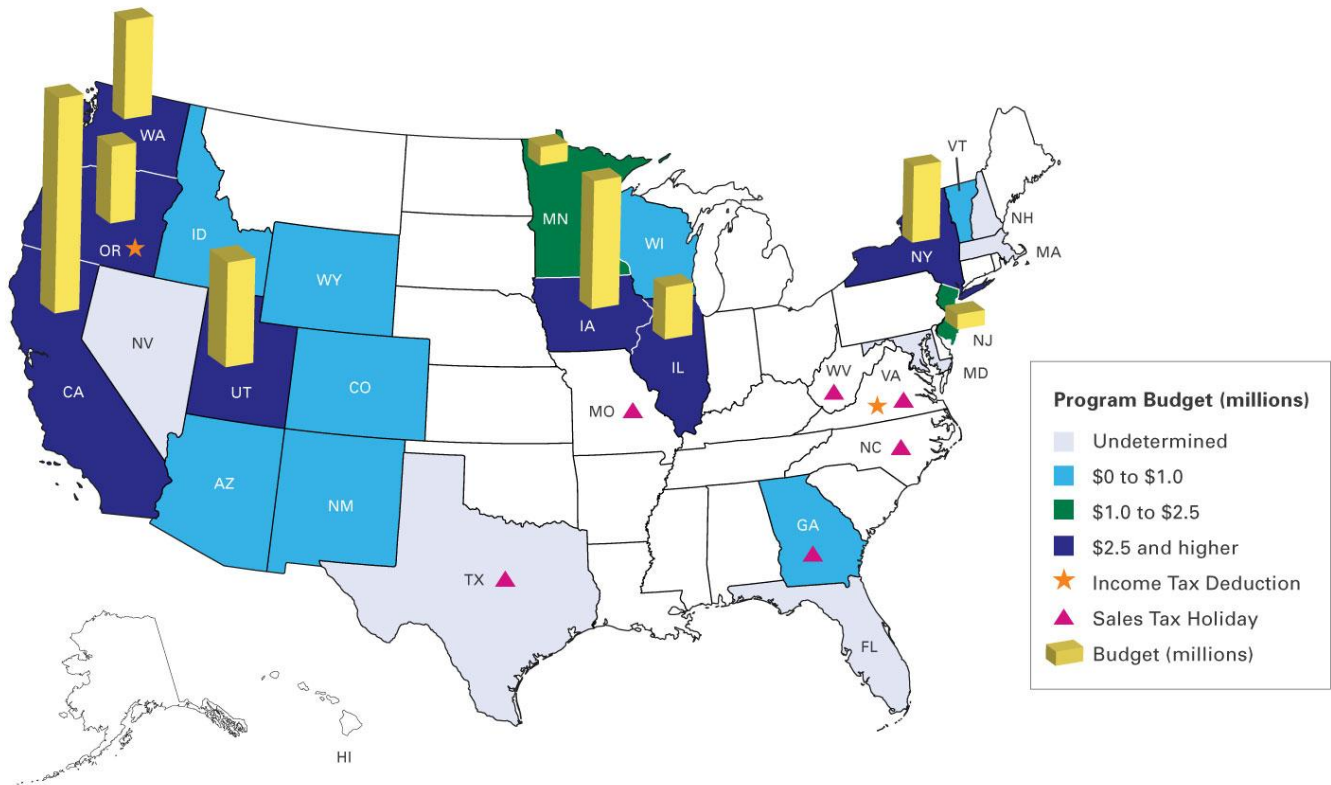 WA
VT
MN
NH
OR
ID
WI
NY
MA
WY
IA
NV
NJ
IL
WV
VA
MD
CA
UT
CO
MO
NC
AZ
NM
GA
TX
FL
HI
Program Budget (millions)
Undetermined
$0 to $1.0
$1.0 to $2.5
$2.5 and higher
Income Tax Deduction
Sales Tax Holiday
Budget (millions)